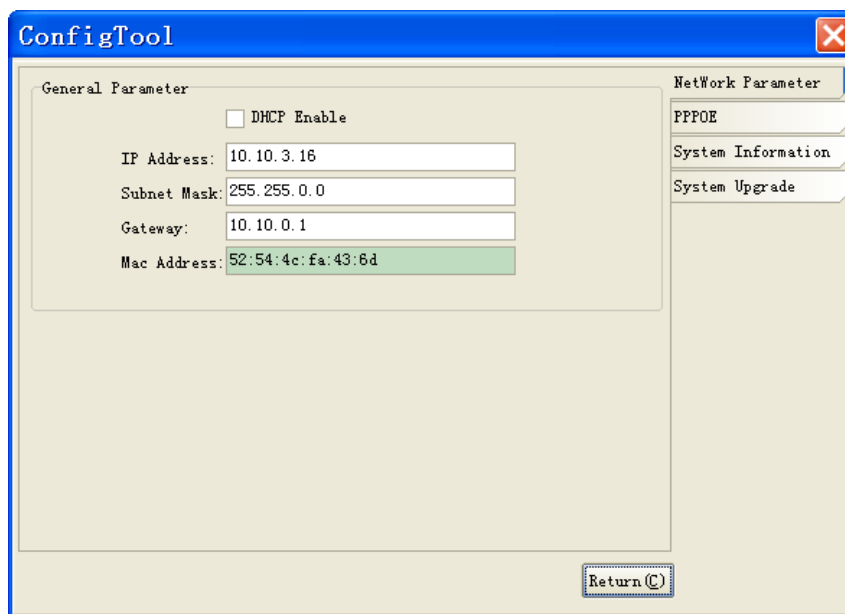 ConfigTool
General Parameter
DHCP Enable
IP Address: 10.10.3.16
Subnet Mask: 255.255.0.0
Gateway: 10.10.0.1
Mac Address: 52:54:4c:fa:43:6d
NetWork Parameter
PPPOE
System Information
System Upgrade
Return(C)